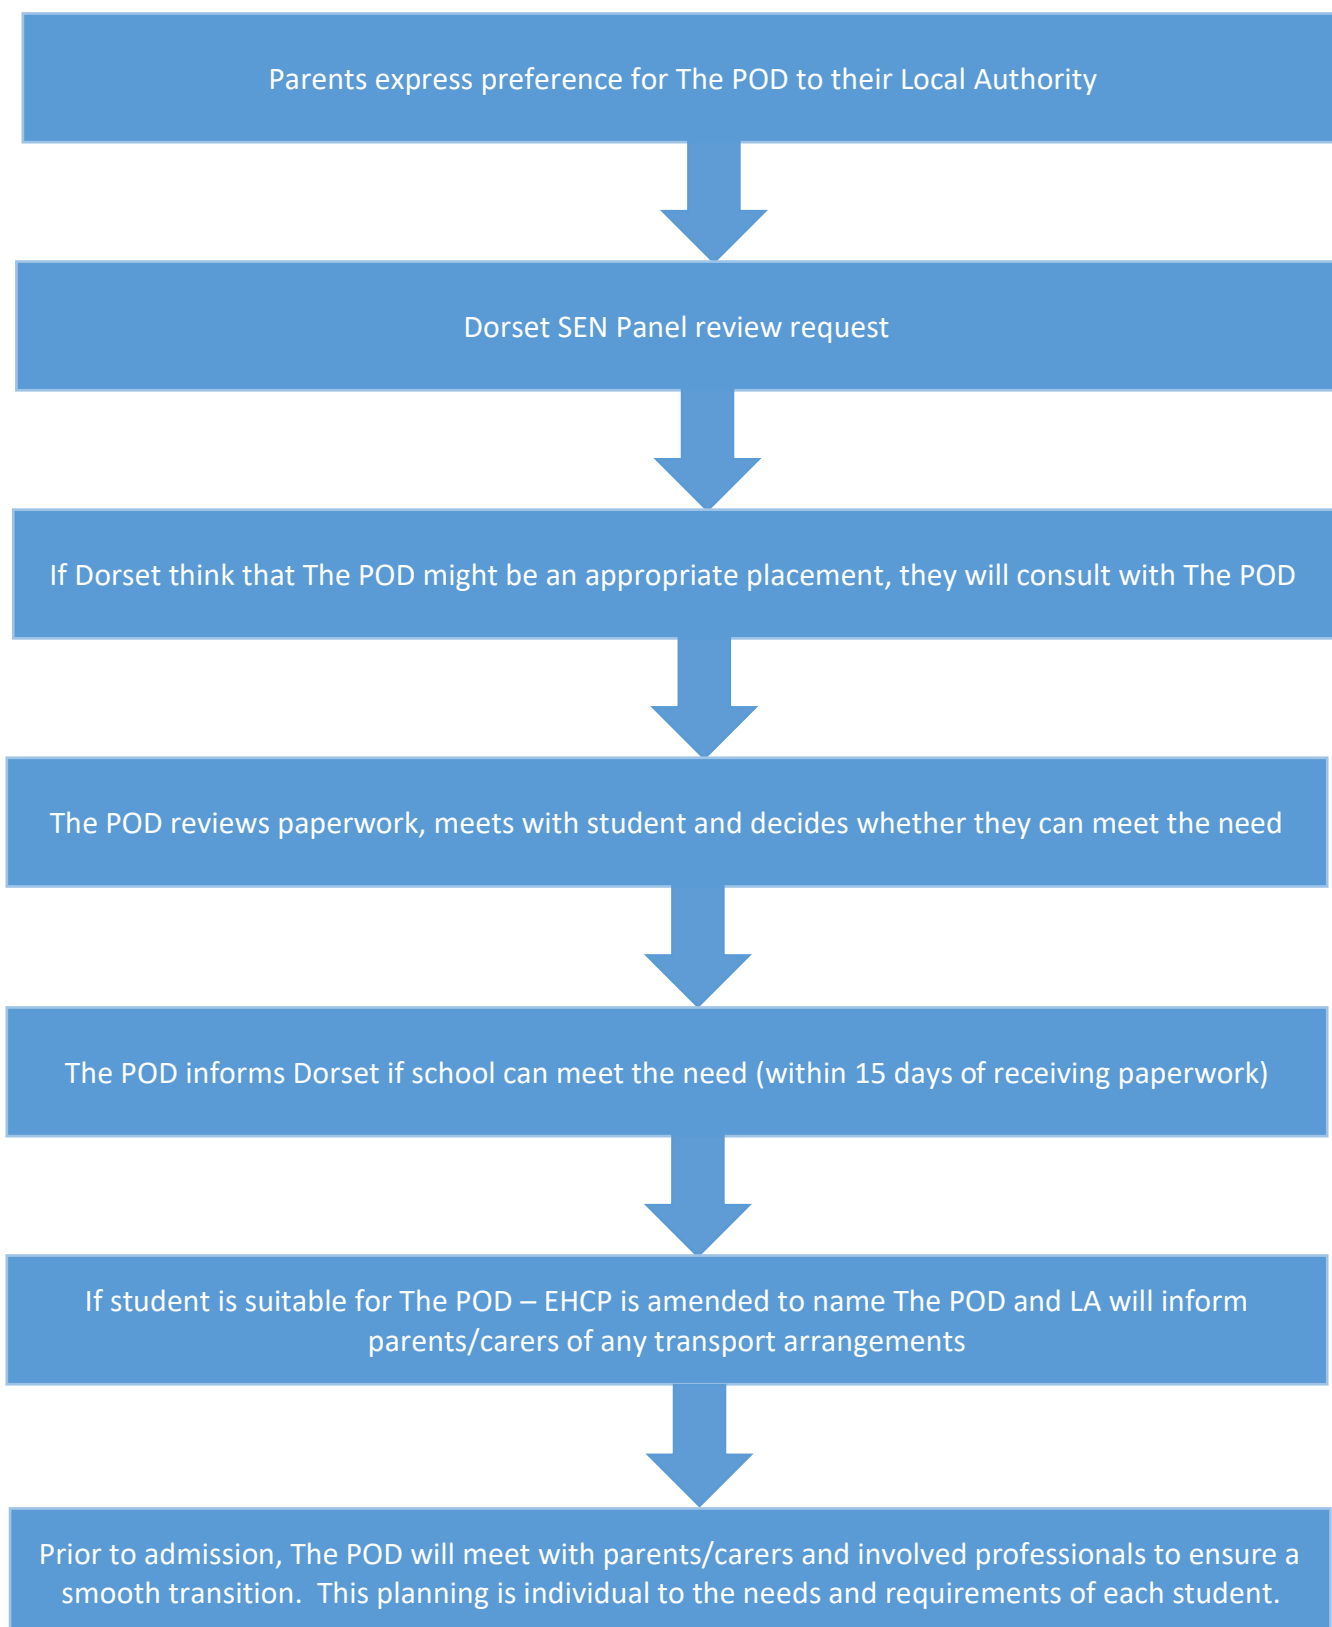 Parents express preference for The POD to their Local Authority
Dorset SEN Panel review request
If Dorset think that The POD might be an appropriate placement, they will consult with The POD
The POD reviews paperwork, meets with student and decides whether they can meet the need
The POD informs Dorset if school can meet the need (within 15 days of receiving paperwork)
If student is suitable for The POD – EHCP is amended to name The POD and LA will inform
parents/carers of any transport arrangements
Prior to admission, The POD will meet with parents/carers and involved professionals to ensure a
smooth transition.  This planning is individual to the needs and requirements of each student.